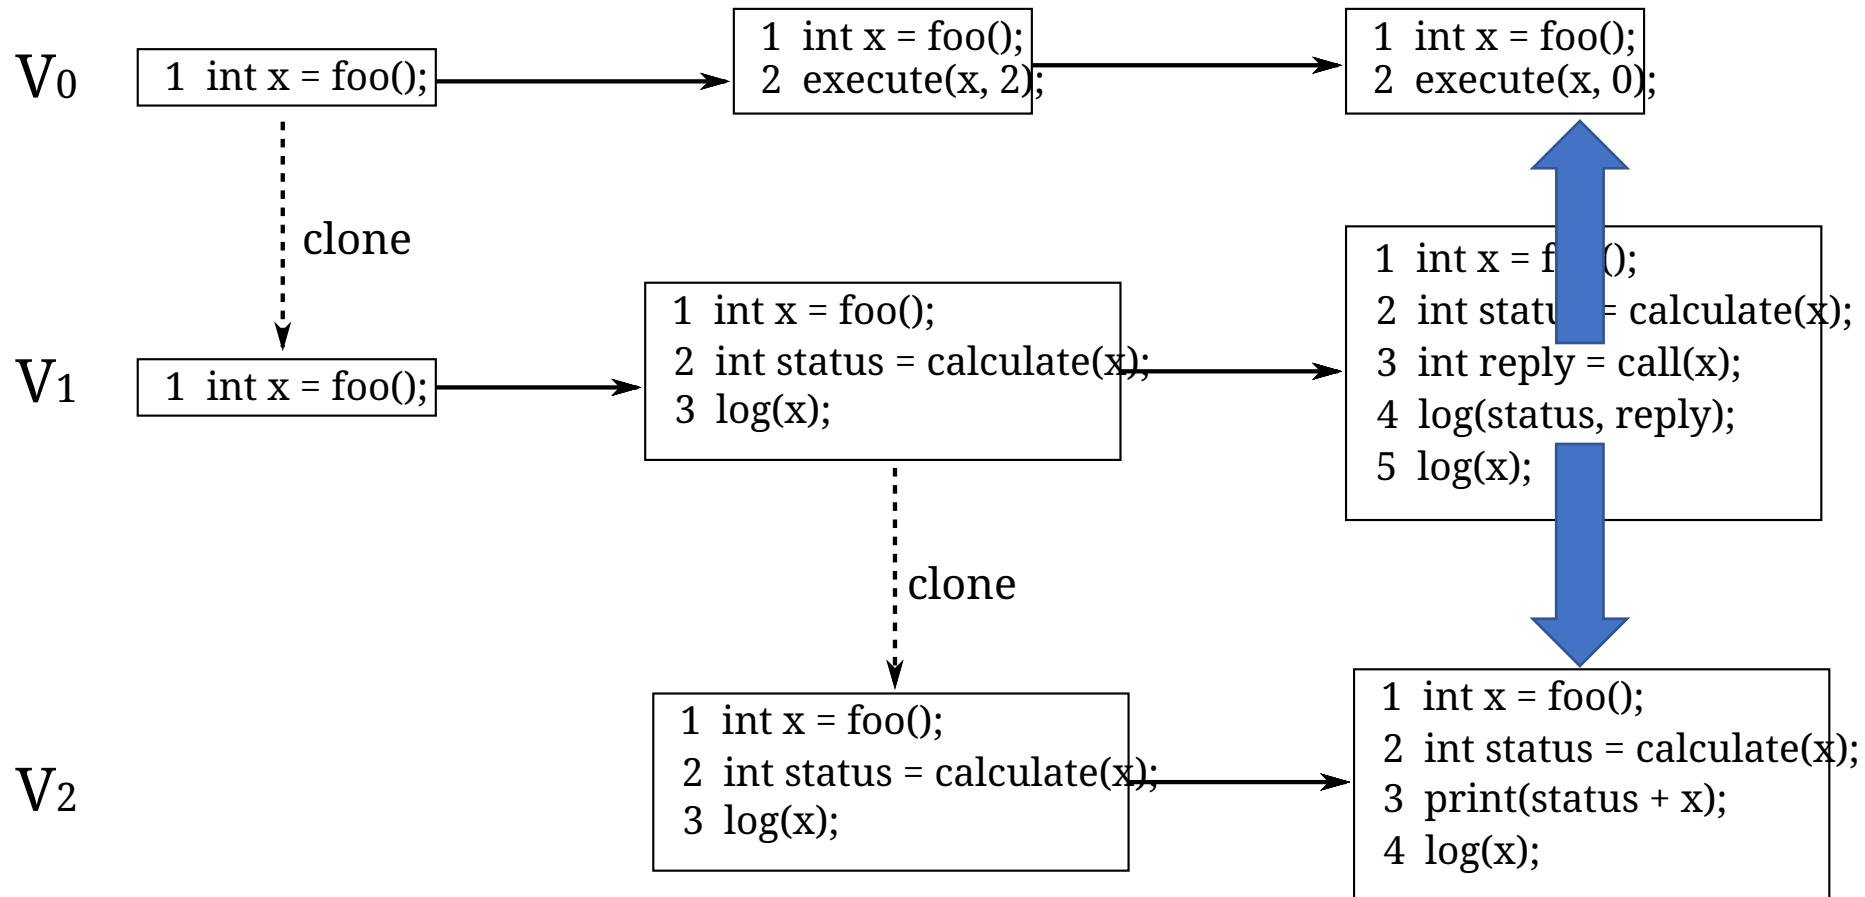 V0
1 int x = foo();
1 int x = foo();
2 execute(x, 2);
1 int x = foo();
2 execute(x, 0);
clone
V1
1 int x = foo();
1 int x = foo();
2 int status = calculate(x);
3 log(x);
1 int x = f ();
2 int statu = calculate(x);
3 int reply = call(x);
4 log(status, reply);
5 log(x);
clone
V2
1 int x = foo();
2 int status = calculate(x);
3 log(x);
1 int x = foo();
2 int status = calculate(x);
3 print(status + x);
4 log(x);